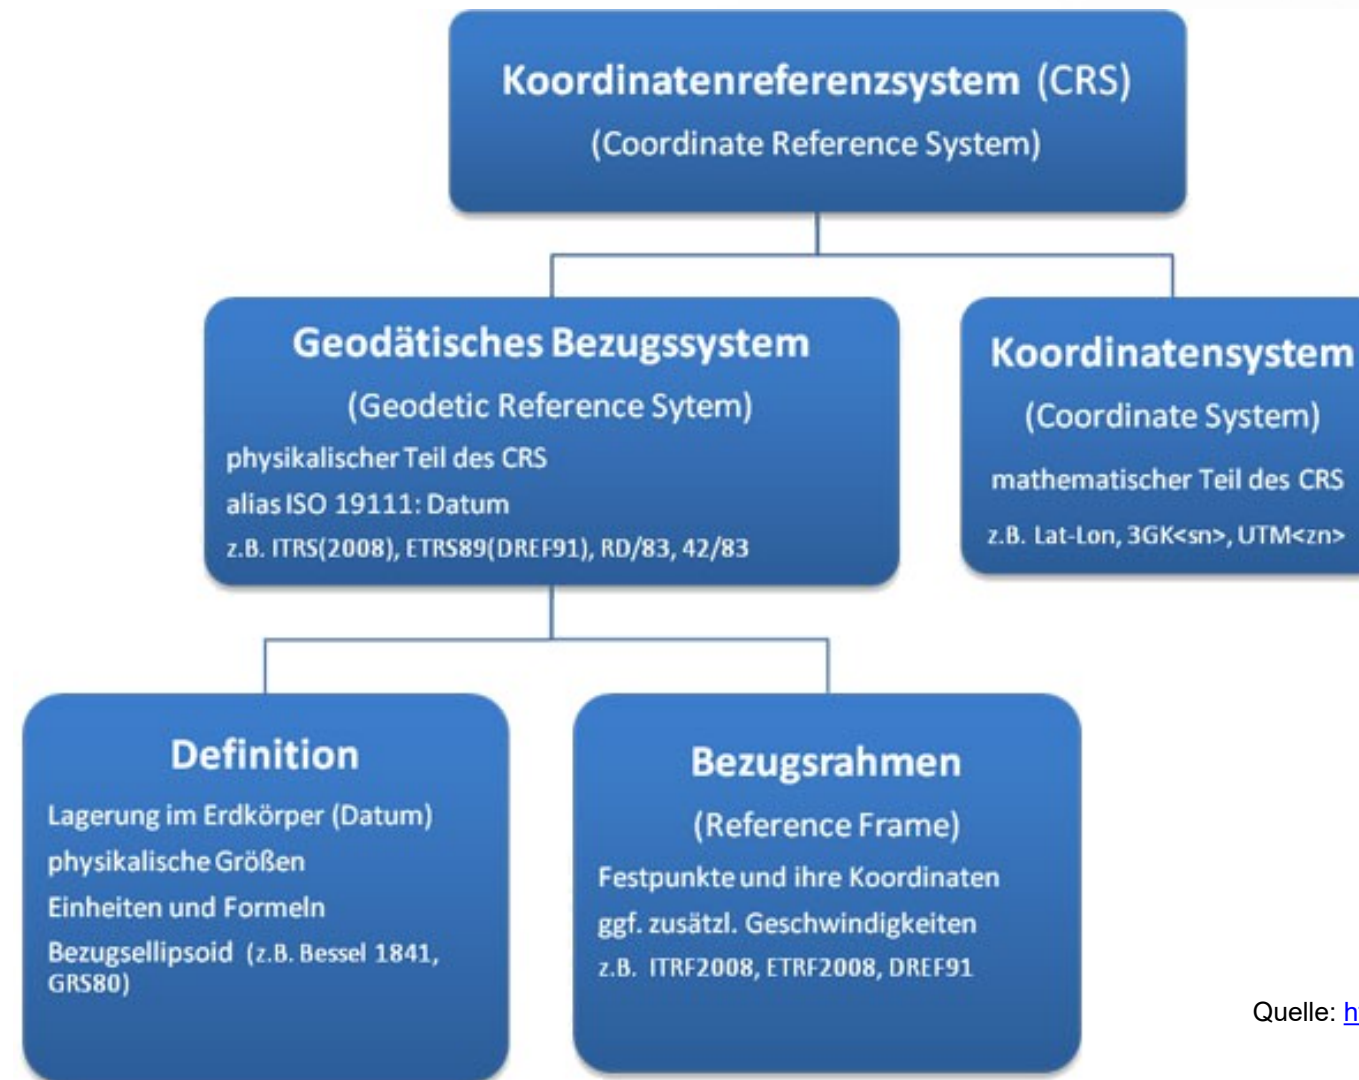 Koordinatenreferenzsystem (CRS)
(Coordinate Reference System)
Geodätisches Bezugssystem
(Geodetic Reference Sytem)
physikalischer Teil des CRS
alias ISO 19111: Datum
z.B. ITRS(2008), ETRS89(DREF91), RD/83, 42/83
Koordinatensystem
(Coordinate System)
mathematischer Teil des CRS
z.B. Lat-Lon, 3GK<sn>, UTM<zn>
Definition
Lagerung im Erdkörper (Datum)
physikalische Größen
Einheiten und Formeln
Bezugsellipsoid (z.B. Bessel 1841,
GRS80)
Bezugsrahmen
(Reference Frame)
Festpunkte und ihre Koordinaten
ggf. zusätzl. Geschwindigkeiten
z.B. ITRF2008, ETRF2008, DREF91
Quelle: